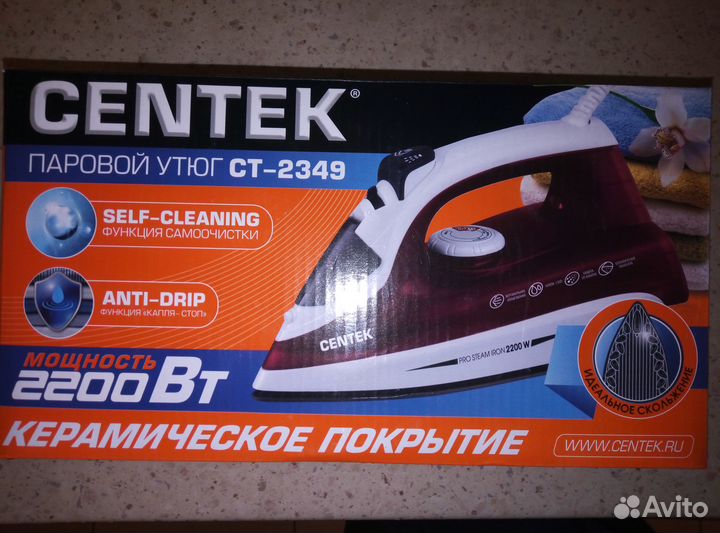 CENTEK®
ПАРОВОЙ УТЮГ CT-2349
SELF-CLEANING
ФУНКЦИЯ САМООЧИСТКИ
ANTI-DRIP
ФУНКЦИЯ «КАПЛЯ-СТОП»
CENTEK
PRO STEAM IRON 2200 W
МОЩНОСТЬ
2200 Вт
ИДЕАЛЬНОЕ СКОЛЬЖЕНИЕ
КЕРАМИЧЕСКОЕ ПОКРЫТИЕ
WWW.CENTEK.RU
Avito